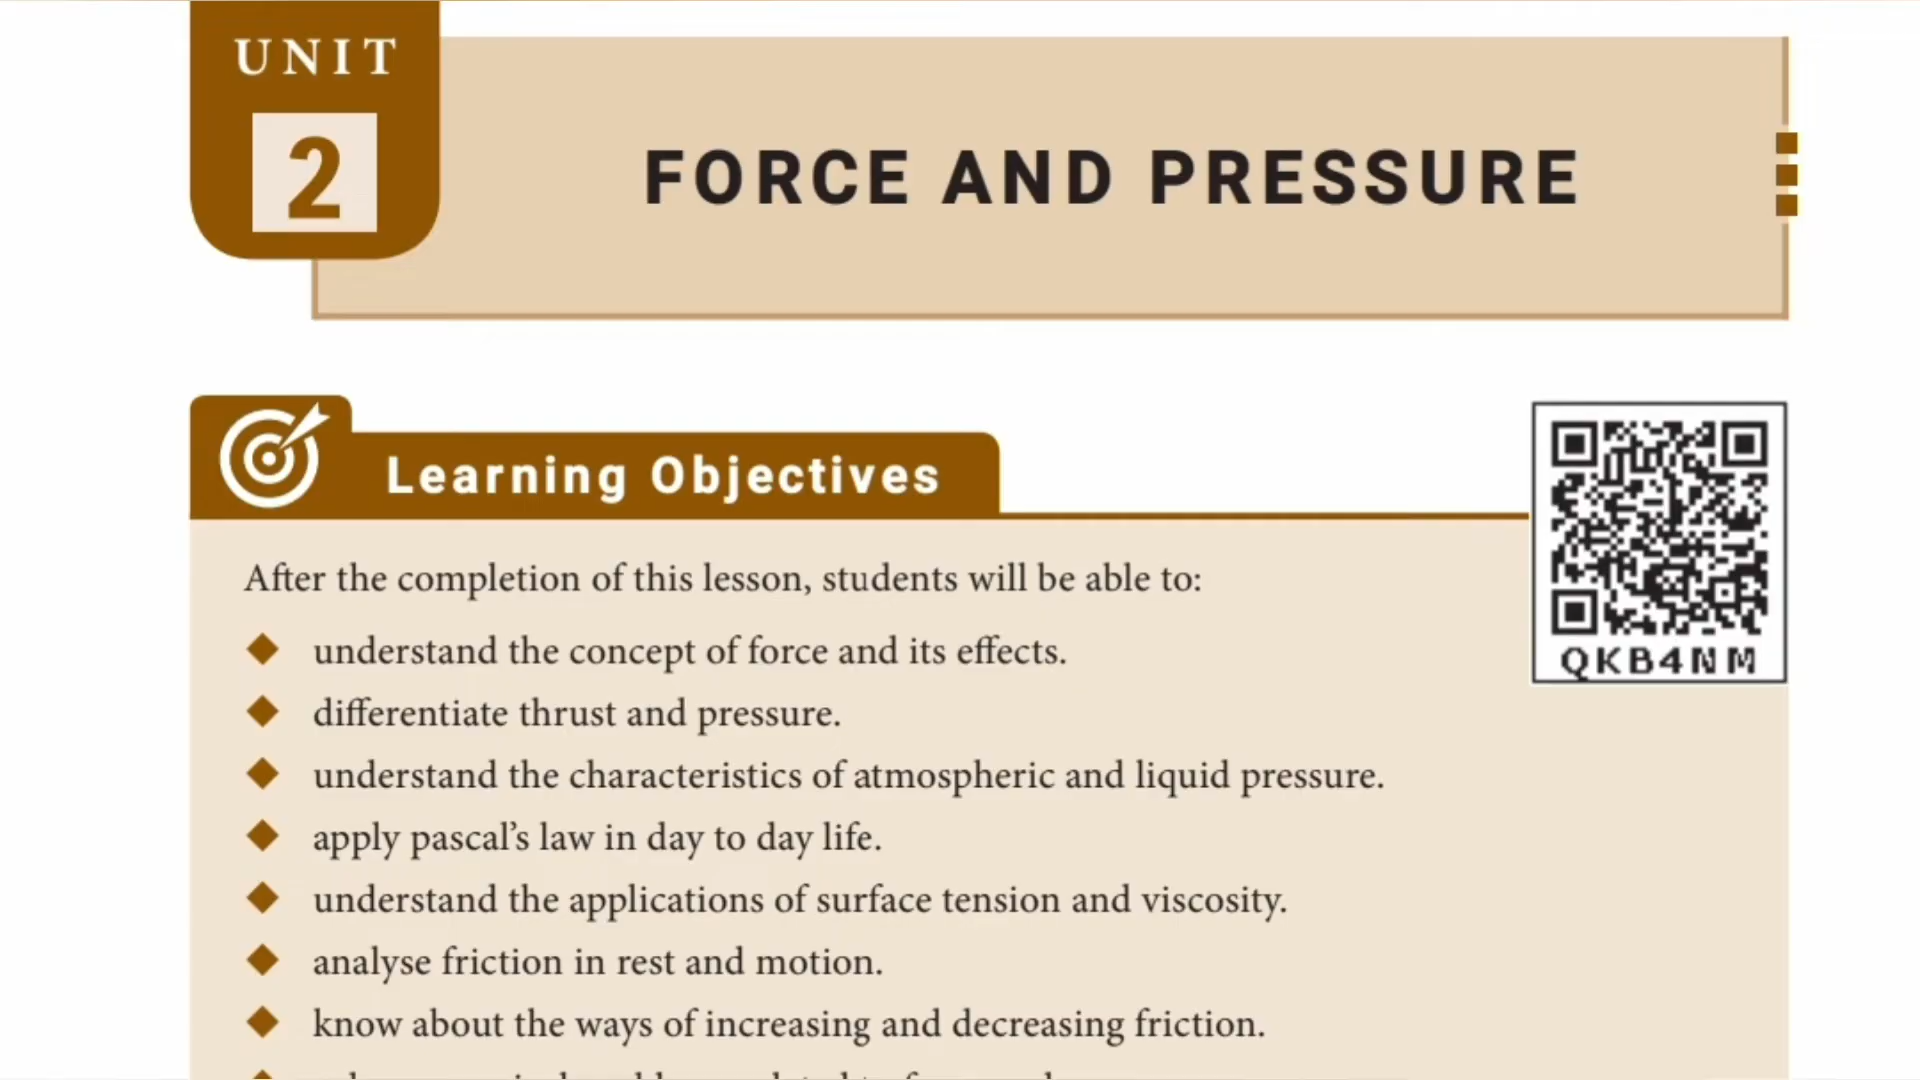 UNIT
2
FORCE AND PRESSURE
Learning Objectives
QKB4NM
After the completion of this lesson, students will be able to:
understand the concept of force and its effects.
differentiate thrust and pressure.
understand the characteristics of atmospheric and liquid pressure.
apply pascal’s law in day to day life.
understand the applications of surface tension and viscosity.
analyse friction in rest and motion.
know about the ways of increasing and decreasing friction.